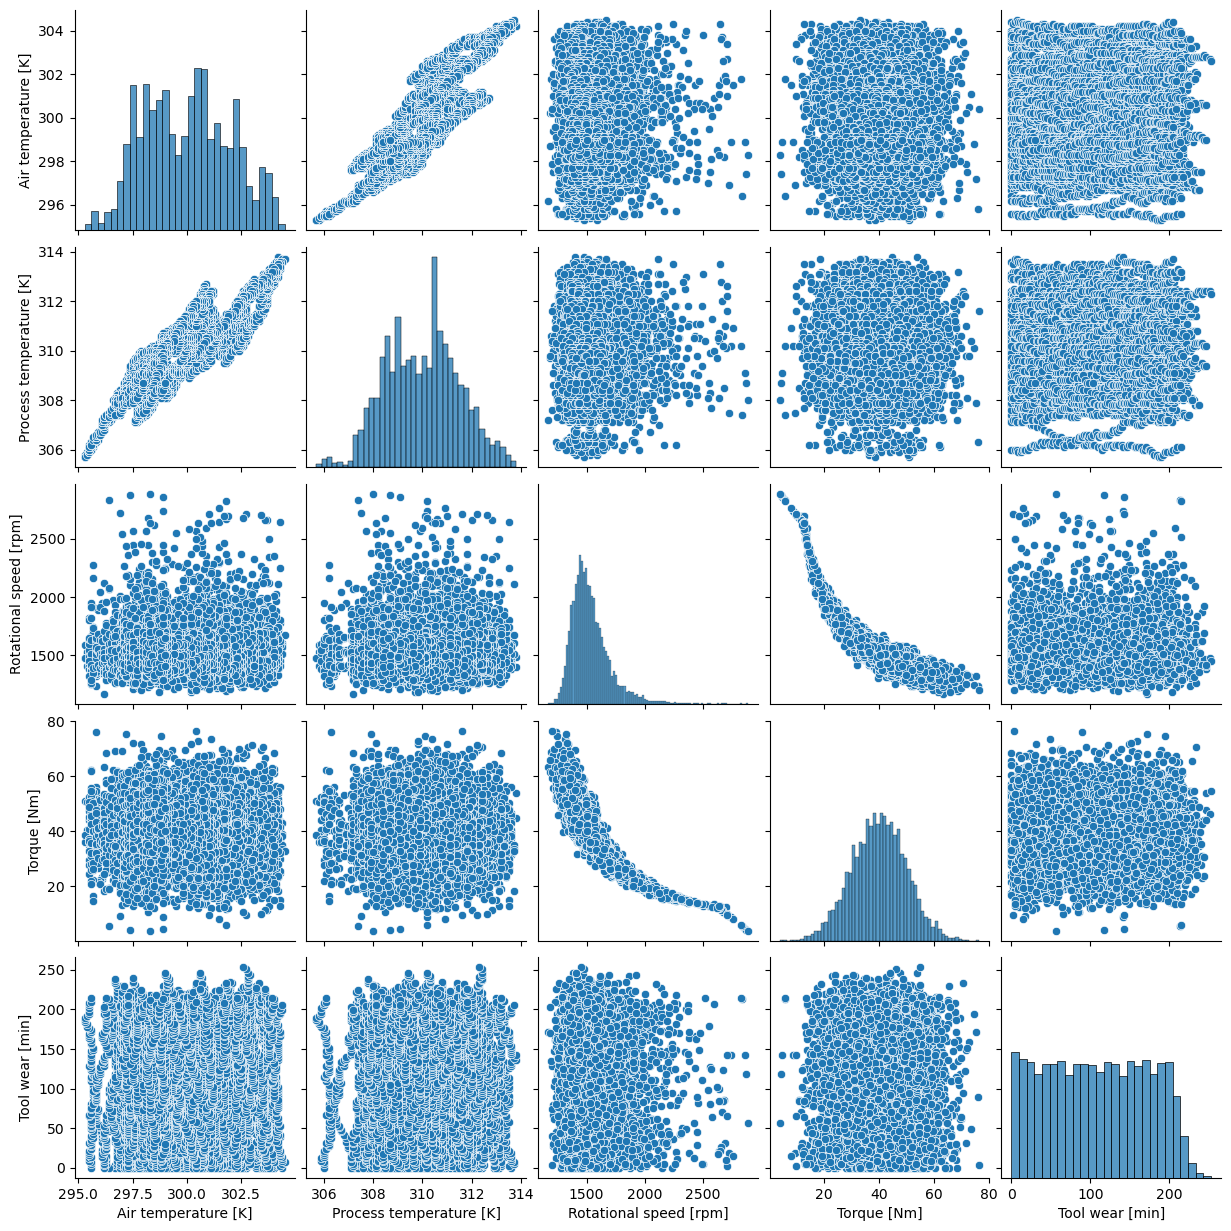 304
302
300
298
296
Air temperature [K]
314
312
310
308
306
Process temperature [K]
2500
2000
1500
Rotational speed [rpm]
80
60
40
20
Torque [Nm]
250
200
150
100
50
0
Tool wear [min]
295.0 297.5 300.0 302.5
306 308 310 312 314
1500 2000 2500
20 40 60 80
0 100 200
Air temperature [K]
Process temperature [K]
Rotational speed [rpm]
Torque [Nm]
Tool wear [min]